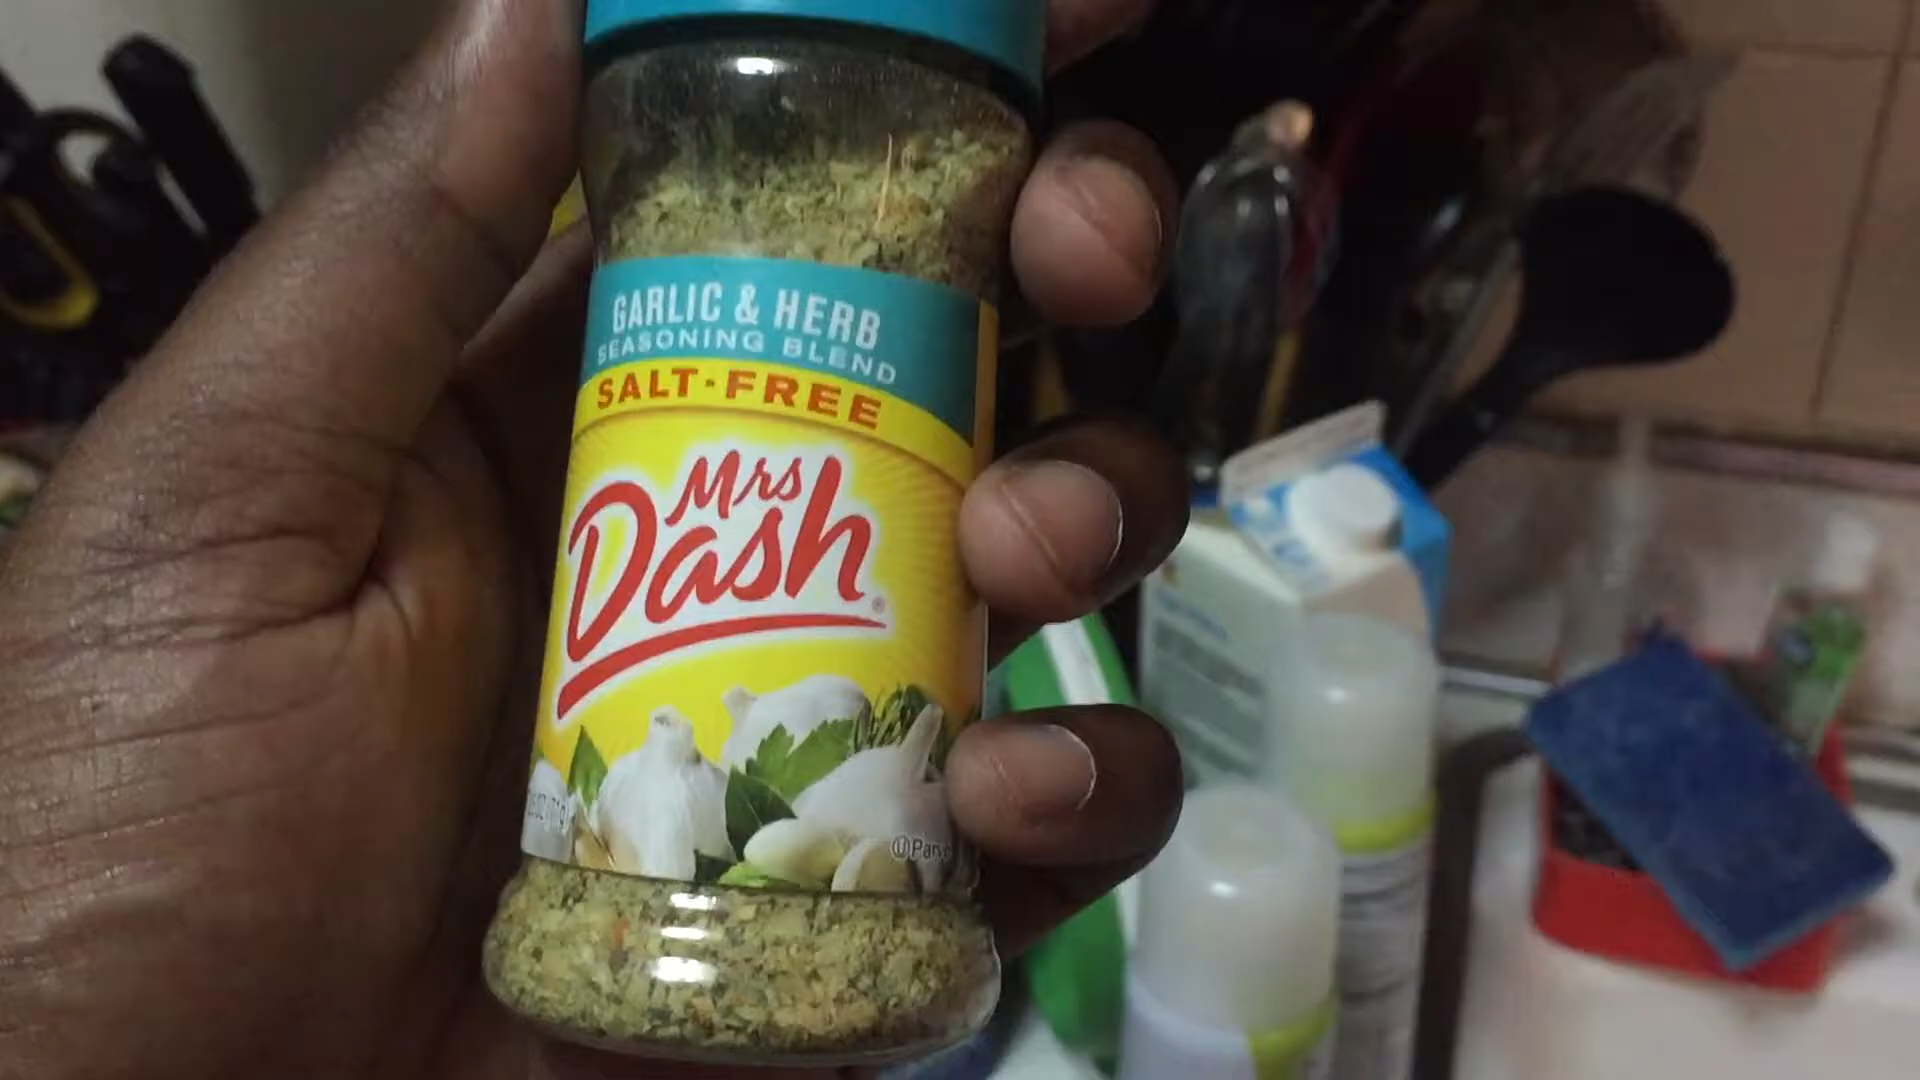 GARLIC & HERB
SEASONING BLEND
SALT-FREE
Mrs
Dash®